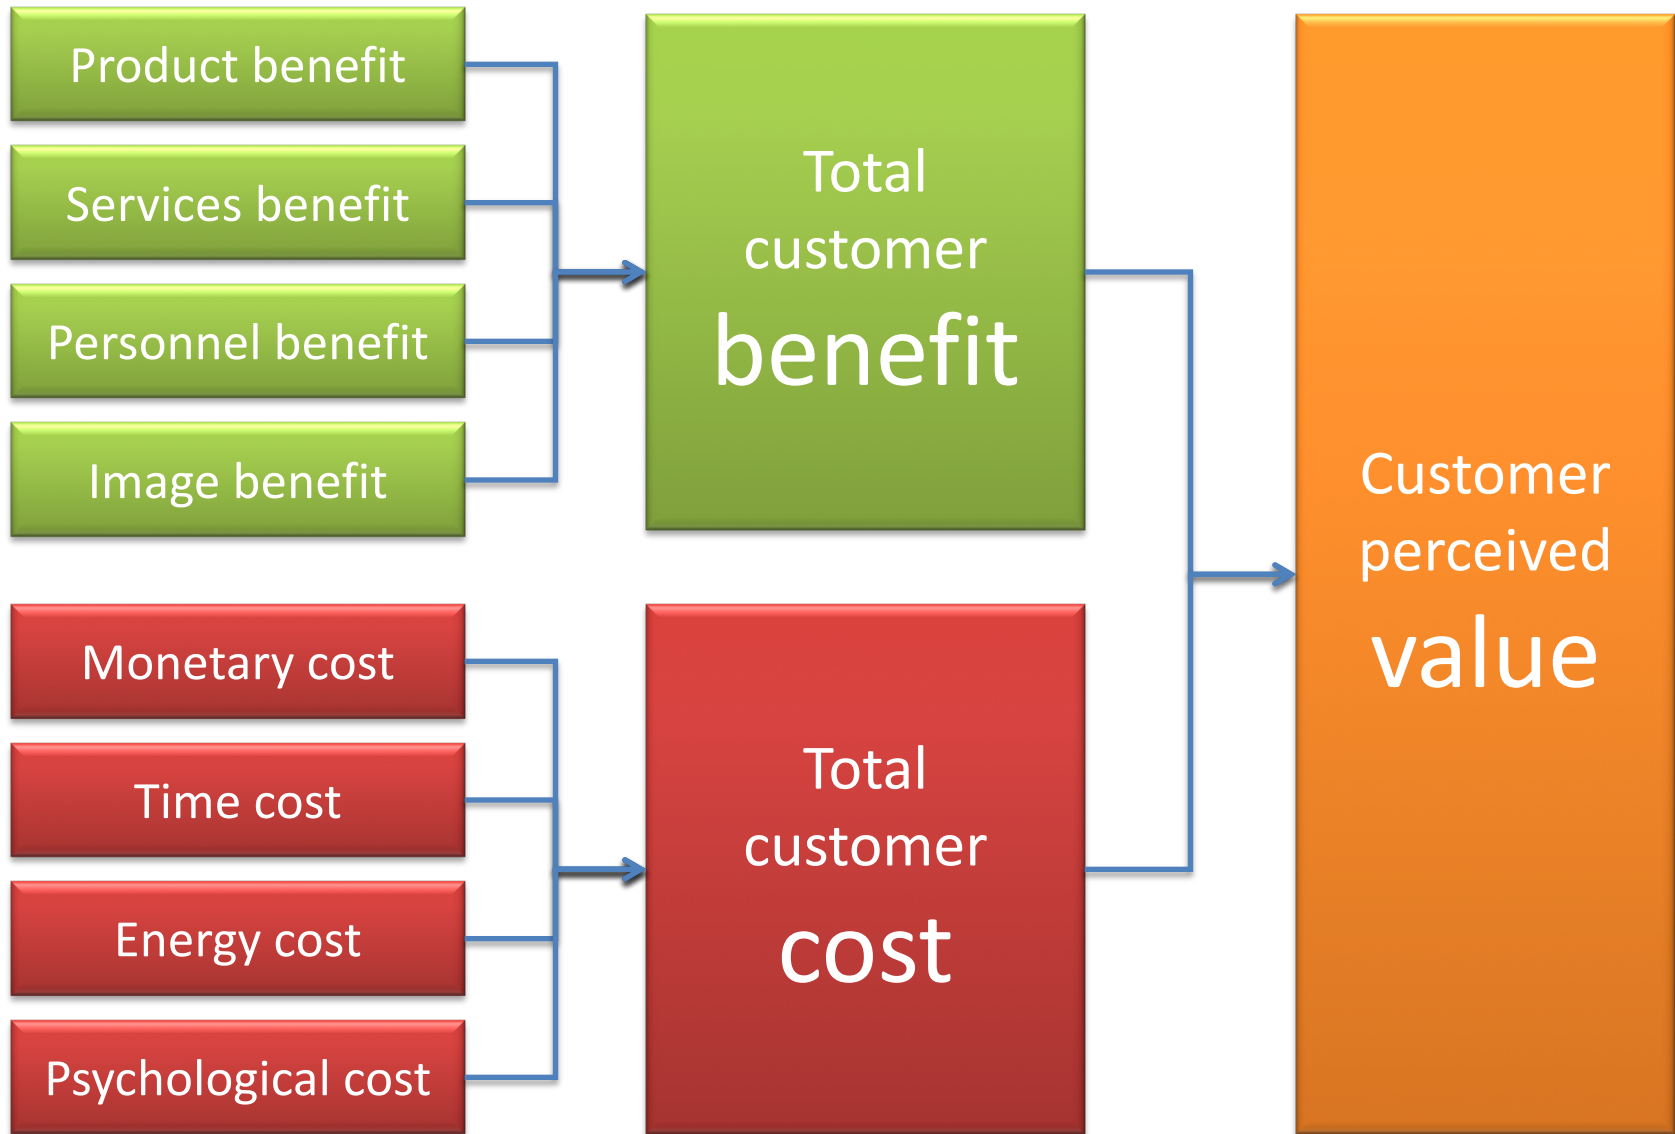 Product benefit
Services benefit
Personnel benefit
Image benefit
Total
customer
benefit
Monetary cost
Time cost
Energy cost
Psychological cost
Total
customer
cost
Customer
perceived
value